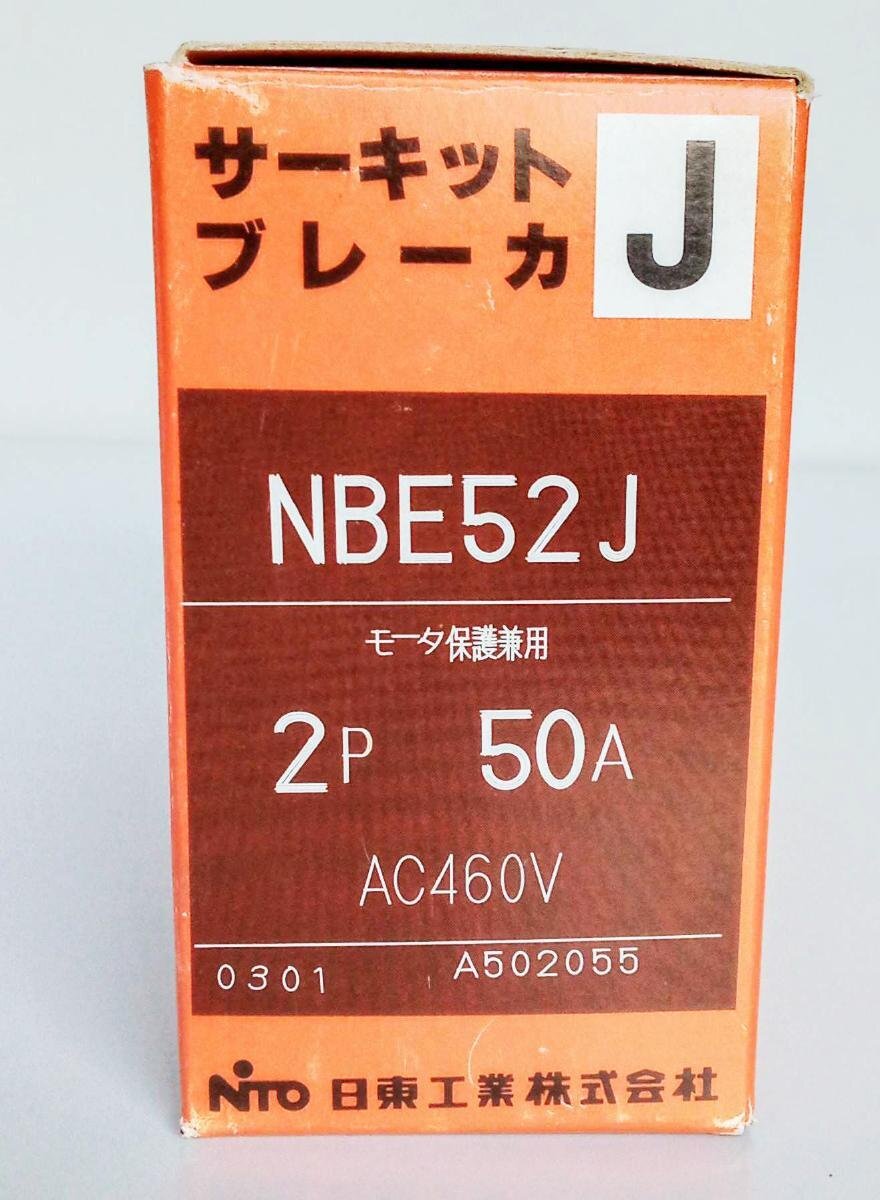 サーキット
ブレーカ
J
NBE52J
モータ保護兼用
2P 50A
AC460V
0301 A502055
NITO 日東工業株式会社